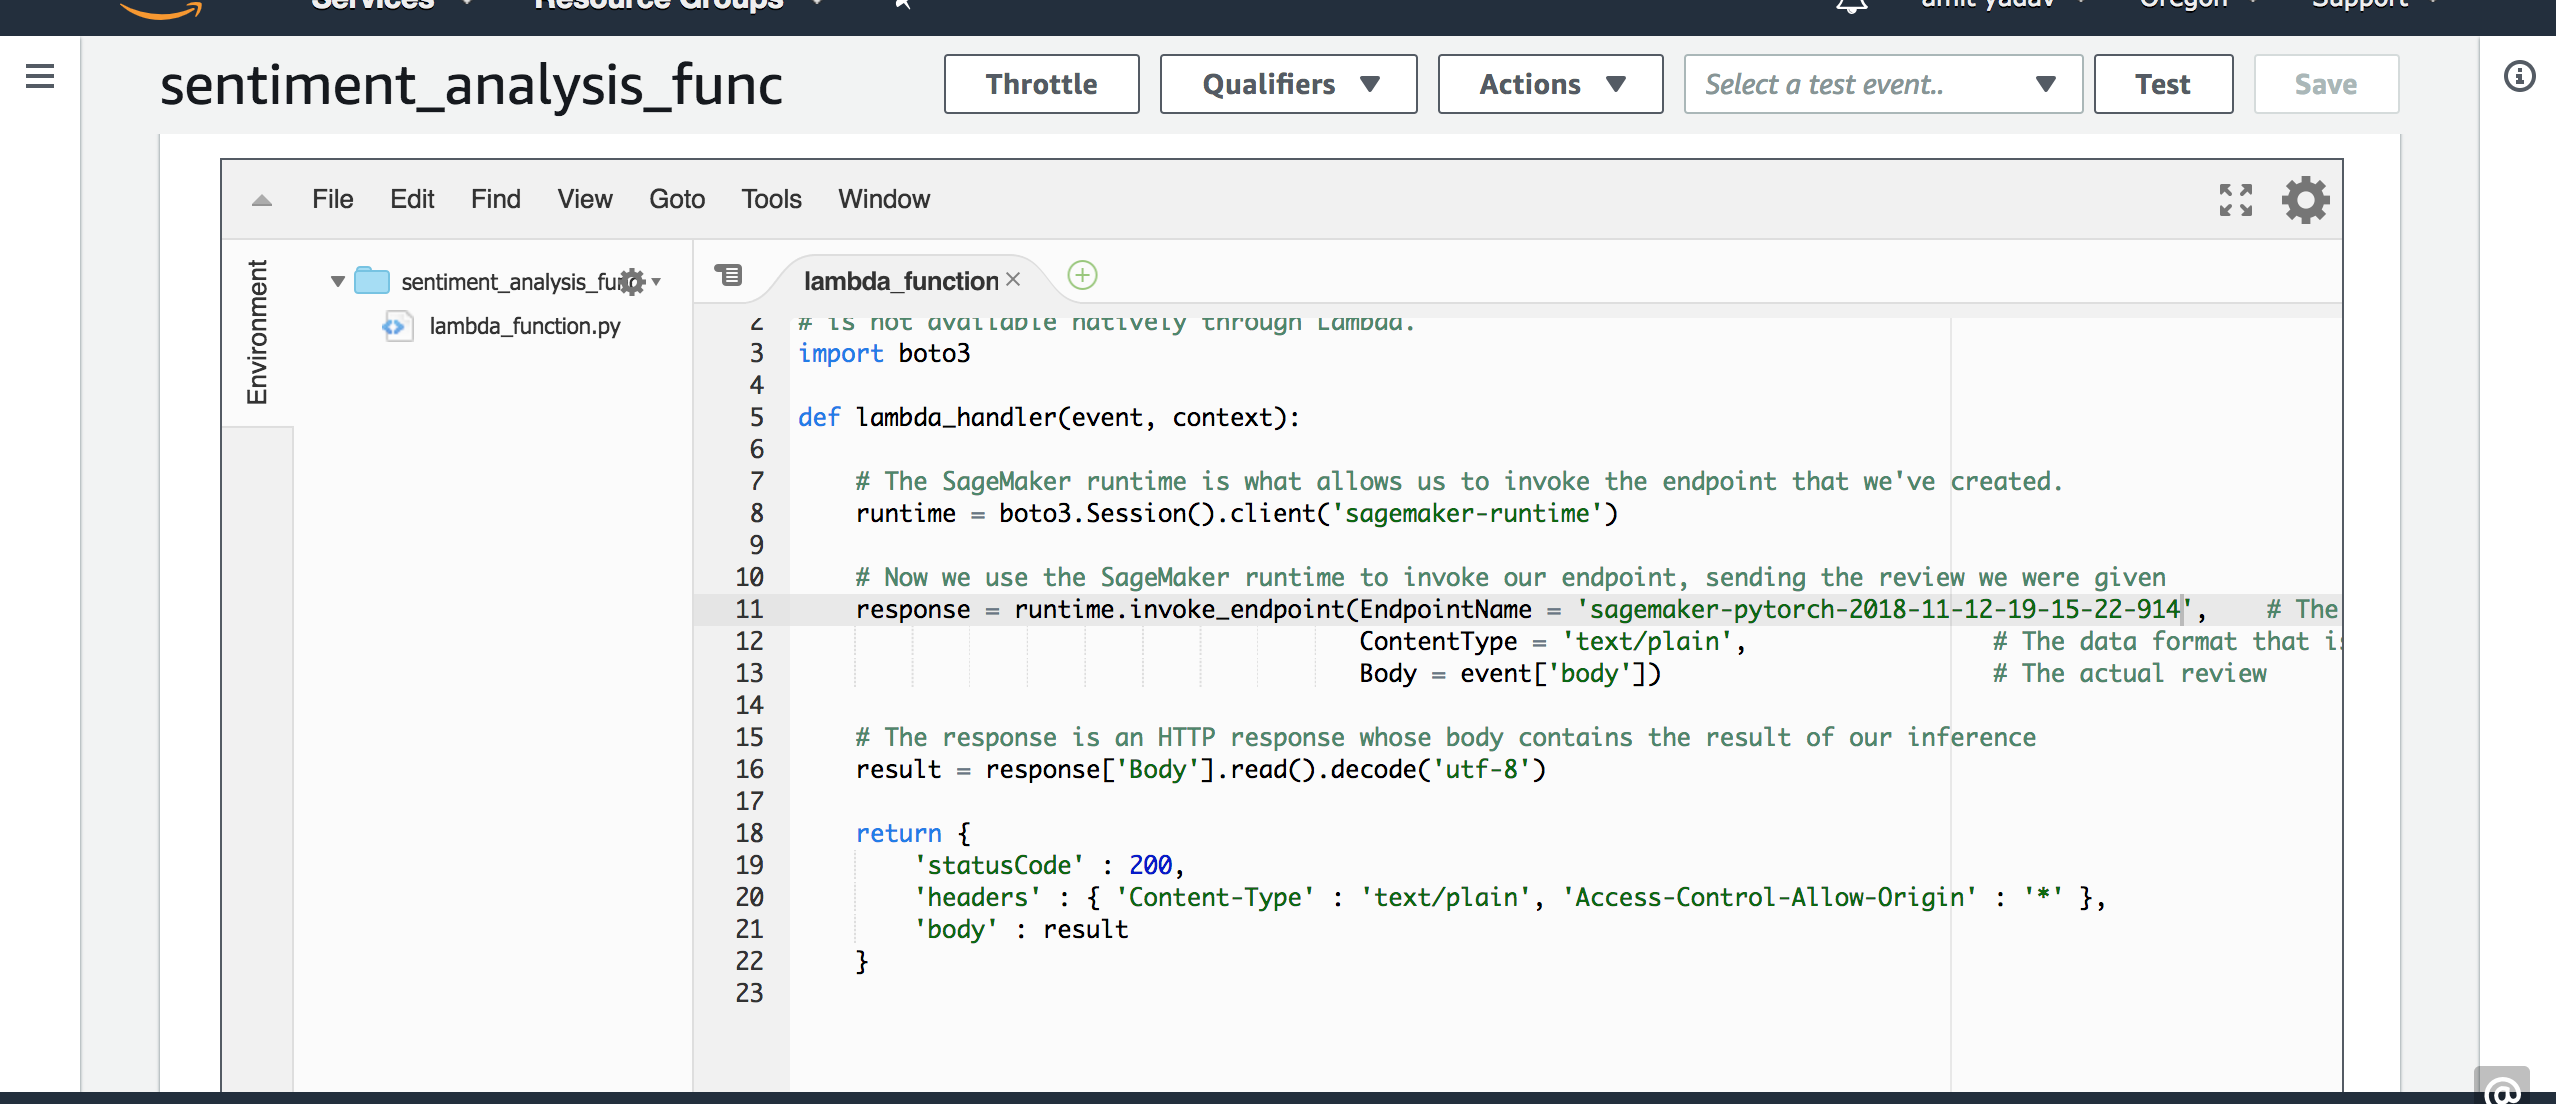 Services Resource Groups amit yadav Oregon Support
sentiment_analysis_func Throttle Qualifiers Actions Select a test event.. Test Save
File Edit Find View Goto Tools Window
Environment
sentiment_analysis_fun
lambda_function.py
lambda_function ×
2 # is not available natively through Lambda.
3 import boto3
4
5 def lambda_handler(event, context):
6
7 # The SageMaker runtime is what allows us to invoke the endpoint that we've created.
8 runtime = boto3.Session().client('sagemaker-runtime')
9
10 # Now we use the SageMaker runtime to invoke our endpoint, sending the review we were given
11 response = runtime.invoke_endpoint(EndpointName = 'sagemaker-pytorch-2018-11-12-19-15-22-914', # The
12 ContentType = 'text/plain', # The data format that is
13 Body = event['body']) # The actual review
14
15 # The response is an HTTP response whose body contains the result of our inference
16 result = response['Body'].read().decode('utf-8')
17
18 return {
19 'statusCode' : 200,
20 'headers' : { 'Content-Type' : 'text/plain', 'Access-Control-Allow-Origin' : '*' },
21 'body' : result
22 }
23